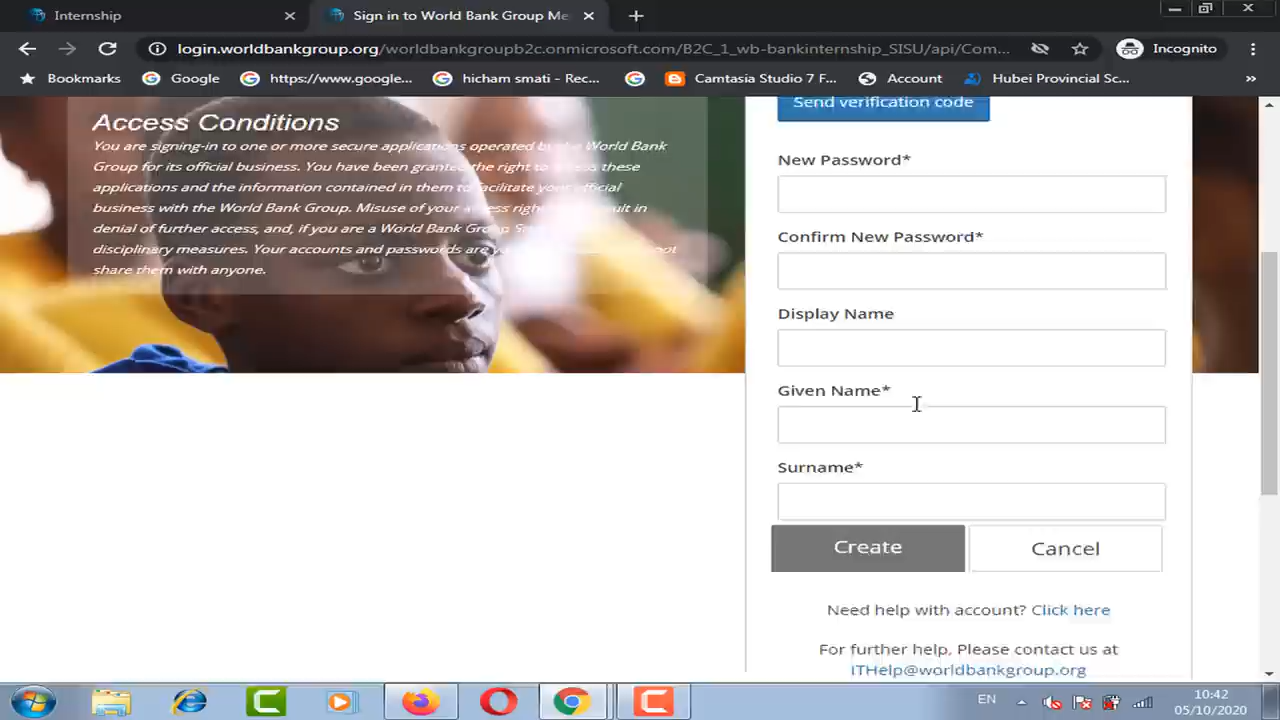 Internship
Sign in to World Bank Group Me
login.worldbankgroup.org/worldbankgroupb2c.onmicrosoft.com/B2C_1_wb-bankinternship_SISU/api/Com...
Incognito
Bookmarks
Google
https://www.google...
hicham smati - Rec...
Camtasia Studio 7 F...
Account
Hubei Provincial Sc...
»
Access Conditions
You are signing-in to one or more secure applications operated by the World Bank
Group for its official business. You have been granted the right to access these
applications and the information contained in them to facilitate your official
business with the World Bank Group. Misuse of your access rights result in
denial of further access, and, if you are a World Bank Group
disciplinary measures. Your accounts and passwords are not
share them with anyone.
Send verification code
New Password*
Confirm New Password*
Display Name
Given Name*
Surname*
Create
Cancel
Need help with account? Click here
For further help, Please contact us at
ITHelp@worldbankgroup.org
EN
10:42
05/10/2020